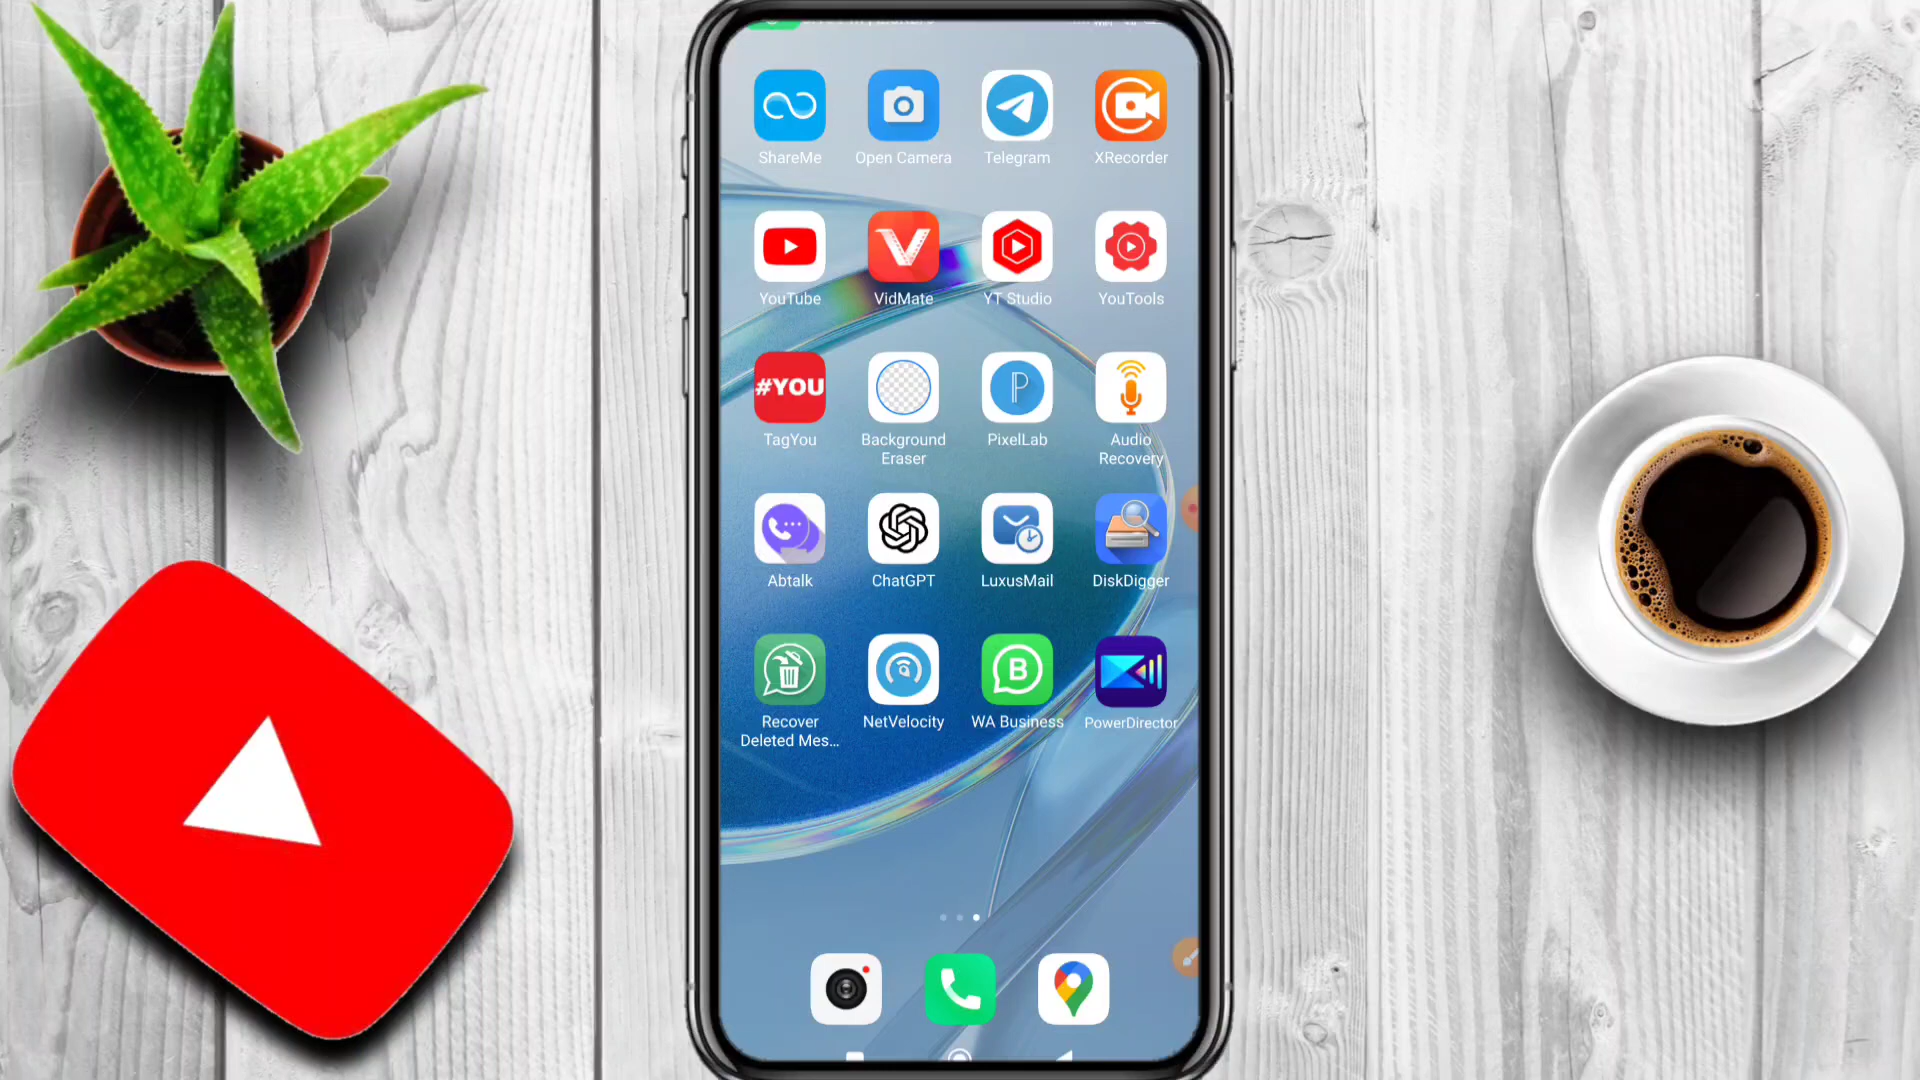 ShareMe
Open Camera
Telegram
XRecorder
YouTube
VidMate
YT Studio
YouTools
#YOU
TagYou
Background
Eraser
P
PixelLab
Audio
Recovery
Abtalk
ChatGPT
LuxusMail
DiskDigger
Recover
Deleted Mes...
NetVelocity
B
WA Business
PowerDirector